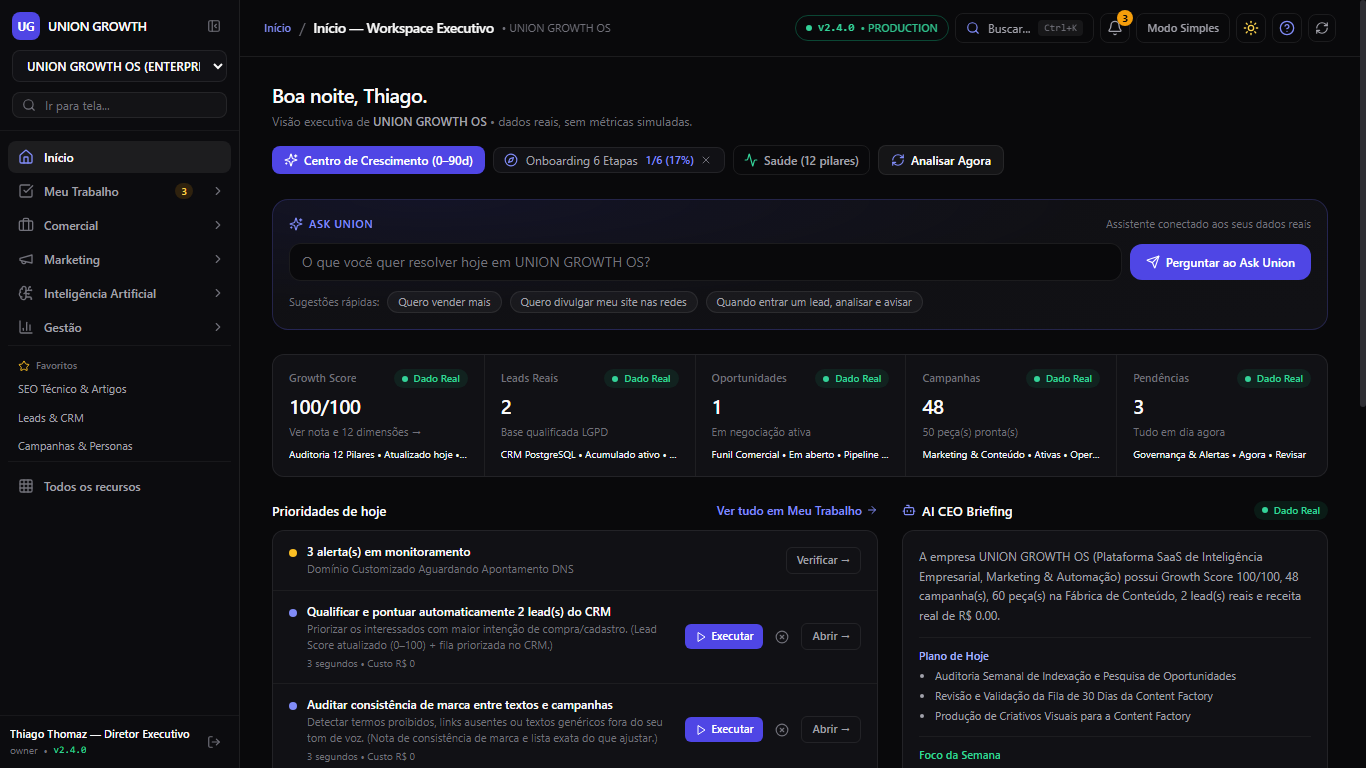 UG UNION GROWTH
UNION GROWTH OS (ENTERPRI
Ir para tela...
Início
Meu Trabalho 3
Comercial
Marketing
Inteligência Artificial
Gestão
Favoritos
SEO Técnico & Artigos
Leads & CRM
Campanhas & Personas
Todos os recursos
Thiago Thomaz — Diretor Executivo
owner • v2.4.0
Início / Início — Workspace Executivo • UNION GROWTH OS
v2.4.0 • PRODUCTION
Buscar... Ctrl+K
3
Modo Simples
Boa noite, Thiago.
Visão executiva de UNION GROWTH OS • dados reais, sem métricas simuladas.
Centro de Crescimento (0–90d)
Onboarding 6 Etapas 1/6 (17%)
Saúde (12 pilares)
Analisar Agora
ASK UNION
Assistente conectado aos seus dados reais
O que você quer resolver hoje em UNION GROWTH OS?
Perguntar ao Ask Union
Sugestões rápidas: Quero vender mais Quero divulgar meu site nas redes Quando entrar um lead, analisar e avisar
Growth Score Dado Real
100/100
Ver nota e 12 dimensões →
Auditoria 12 Pilares • Atualizado hoje •...
Leads Reais Dado Real
2
Base qualificada LGPD
CRM PostgreSQL • Acumulado ativo • ...
Oportunidades Dado Real
1
Em negociação ativa
Funil Comercial • Em aberto • Pipeline ...
Campanhas Dado Real
48
50 peça(s) pronta(s)
Marketing & Conteúdo • Ativas • Oper...
Pendências Dado Real
3
Tudo em dia agora
Governança & Alertas • Agora • Revisar
Prioridades de hoje
Ver tudo em Meu Trabalho →
3 alerta(s) em monitoramento
Domínio Customizado Aguardando Apontamento DNS
Verificar →
Qualificar e pontuar automaticamente 2 lead(s) do CRM
Priorizar os interessados com maior intenção de compra/cadastro. (Lead
Score atualizado (0–100) + fila priorizada no CRM.)
3 segundos • Custo R$ 0
Executar
Abrir →
Auditar consistência de marca entre textos e campanhas
Detectar termos proibidos, links ausentes ou textos genéricos fora do seu
tom de voz. (Nota de consistência de marca e lista exata do que ajustar.)
3 segundos • Custo R$ 0
Executar
Abrir →
AI CEO Briefing
Dado Real
A empresa UNION GROWTH OS (Plataforma SaaS de Inteligência
Empresarial, Marketing & Automação) possui Growth Score 100/100, 48
campanha(s), 60 peça(s) na Fábrica de Conteúdo, 2 lead(s) reais e receita
real de R$ 0.00.
Plano de Hoje
• Auditoria Semanal de Indexação e Pesquisa de Oportunidades
• Revisão e Validação da Fila de 30 Dias da Content Factory
• Produção de Criativos Visuais para a Content Factory
Foco da Semana